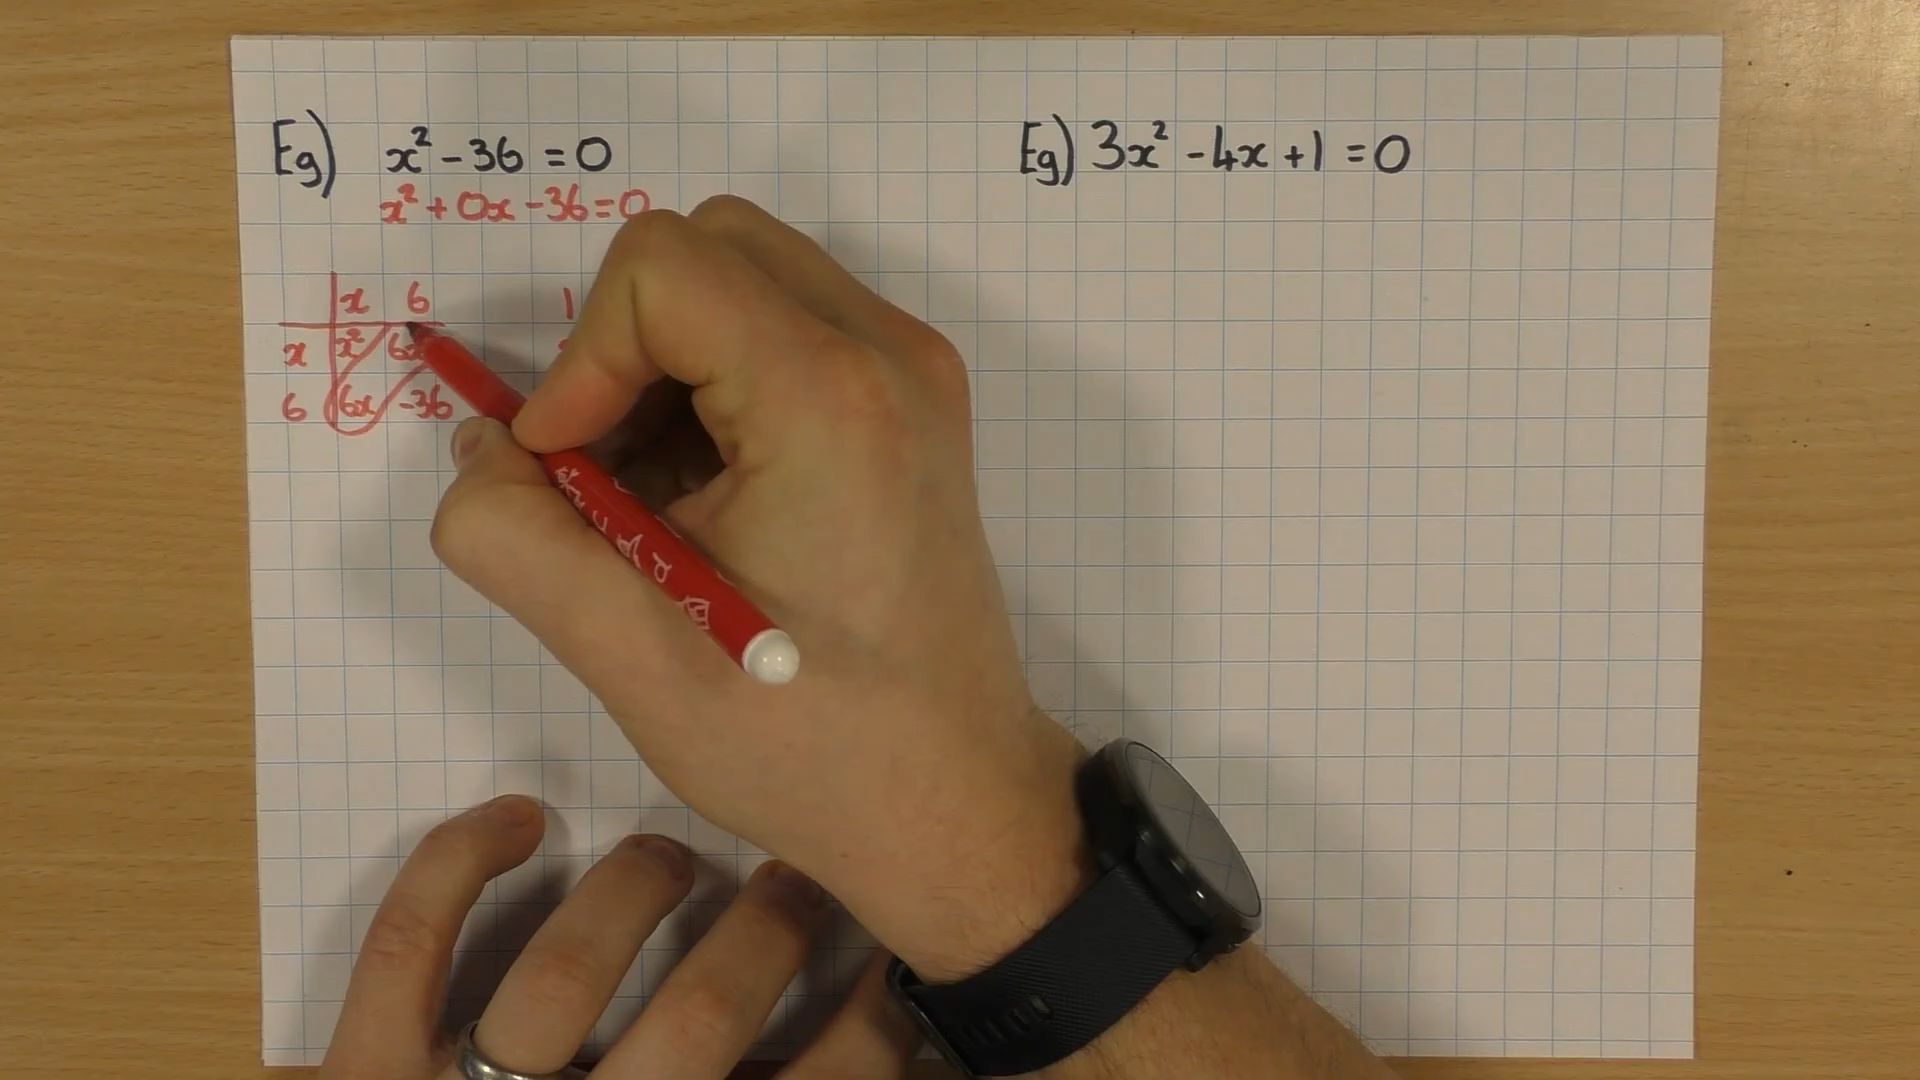 Eg) x² - 36 = 0
x² + 0x - 36 = 0
x 6 1
x x² 6x
6 6x -36
Eg) 3x² - 4x + 1 = 0